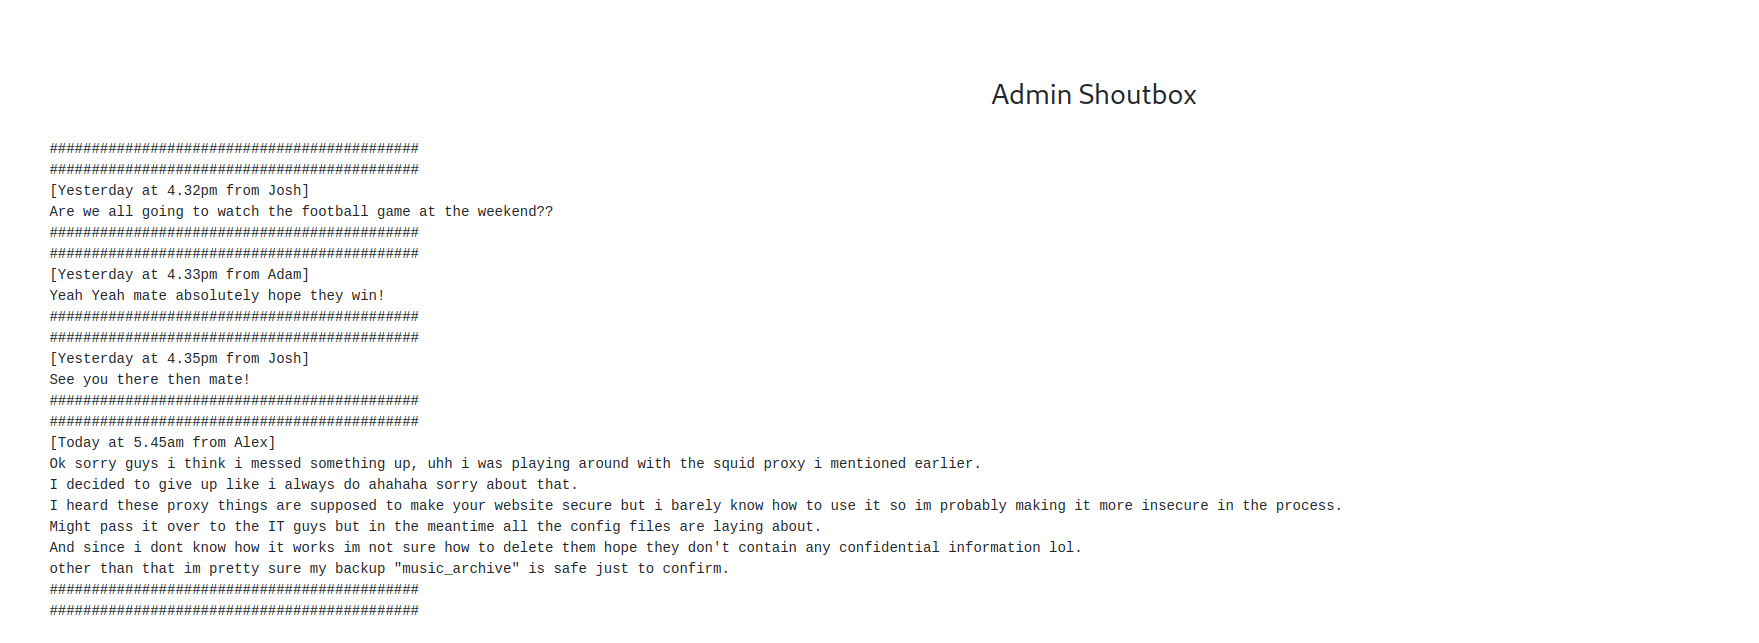 Admin Shoutbox
############################################
############################################
[Yesterday at 4.32pm from Josh]
Are we all going to watch the football game at the weekend??
############################################
############################################
[Yesterday at 4.33pm from Adam]
Yeah Yeah mate absolutely hope they win!
############################################
############################################
[Yesterday at 4.35pm from Josh]
See you there then mate!
############################################
############################################
[Today at 5.45am from Alex]
Ok sorry guys i think i messed something up, uhh i was playing around with the squid proxy i mentioned earlier.
I decided to give up like i always do ahahaha sorry about that.
I heard these proxy things are supposed to make your website secure but i barely know how to use it so im probably making it more insecure in the process.
Might pass it over to the IT guys but in the meantime all the config files are laying about.
And since i dont know how it works im not sure how to delete them hope they don't contain any confidential information lol.
other than that im pretty sure my backup "music_archive" is safe just to confirm.
############################################
############################################